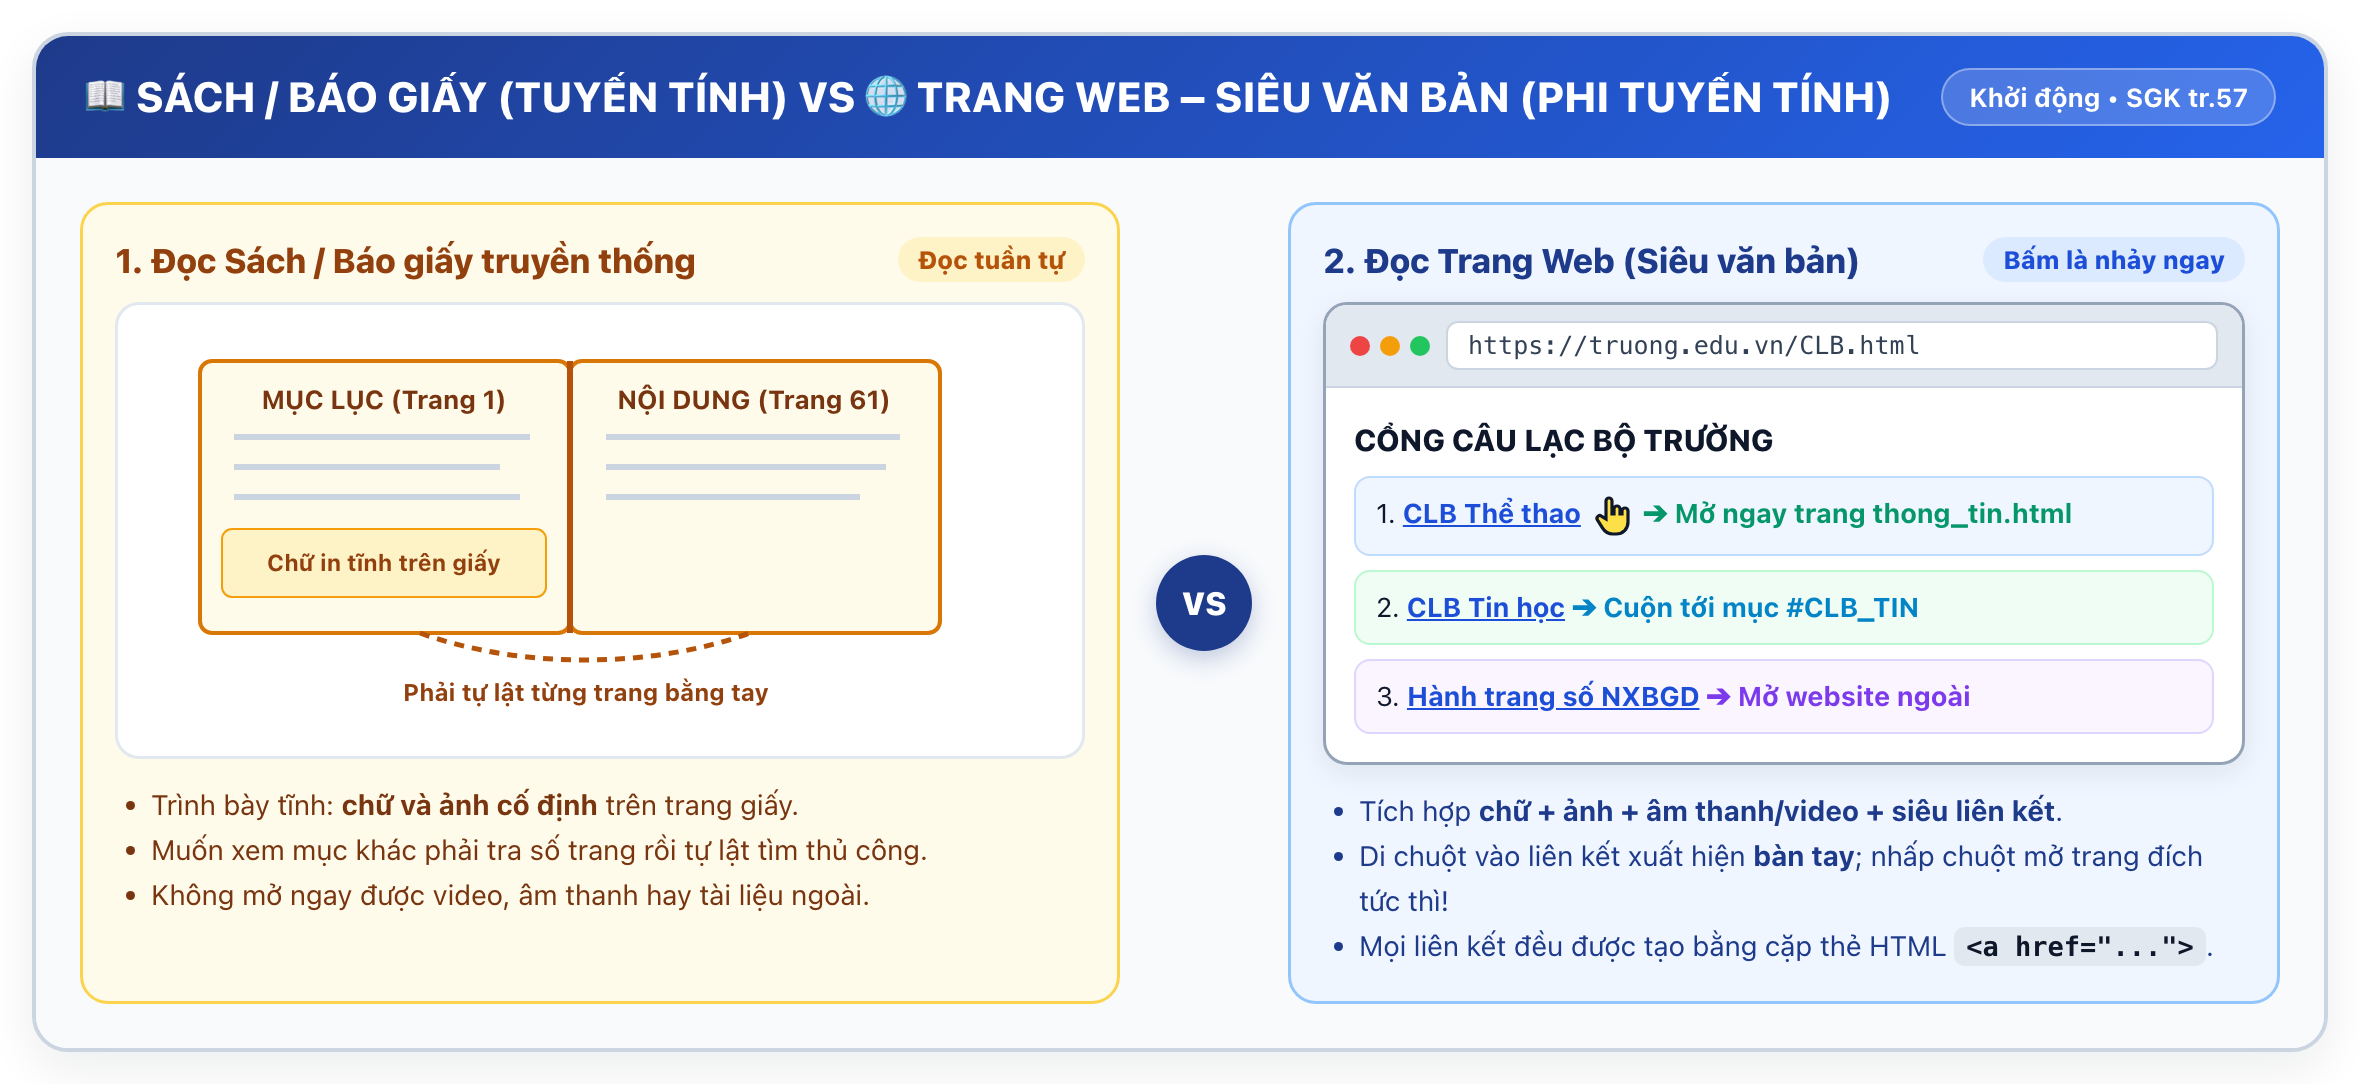 📖 SÁCH / BÁO GIẤY (TUYẾN TÍNH) VS 🌐 TRANG WEB – SIÊU VĂN BẢN (PHI TUYẾN TÍNH)
Khởi động • SGK tr.57
1. Đọc Sách / Báo giấy truyền thống
Đọc tuần tự
MỤC LỤC (Trang 1)
NỘI DUNG (Trang 61)
Chữ in tĩnh trên giấy
Phải tự lật từng trang bằng tay
• Trình bày tĩnh: chữ và ảnh cố định trên trang giấy.
• Muốn xem mục khác phải tra số trang rồi tự lật tìm thủ công.
• Không mở ngay được video, âm thanh hay tài liệu ngoài.
VS
2. Đọc Trang Web (Siêu văn bản)
Bấm là nhảy ngay
https://truong.edu.vn/CLB.html
CỔNG CÂU LẠC BỘ TRƯỜNG
1. CLB Thể thao ➔ Mở ngay trang thong_tin.html
2. CLB Tin học ➔ Cuộn tới mục #CLB_TIN
3. Hành trang số NXBGD ➔ Mở website ngoài
• Tích hợp chữ + ảnh + âm thanh/video + siêu liên kết.
• Di chuột vào liên kết xuất hiện bàn tay; nhấp chuột mở trang đích
tức thì!
• Mọi liên kết đều được tạo bằng cặp thẻ HTML <a href="...">.